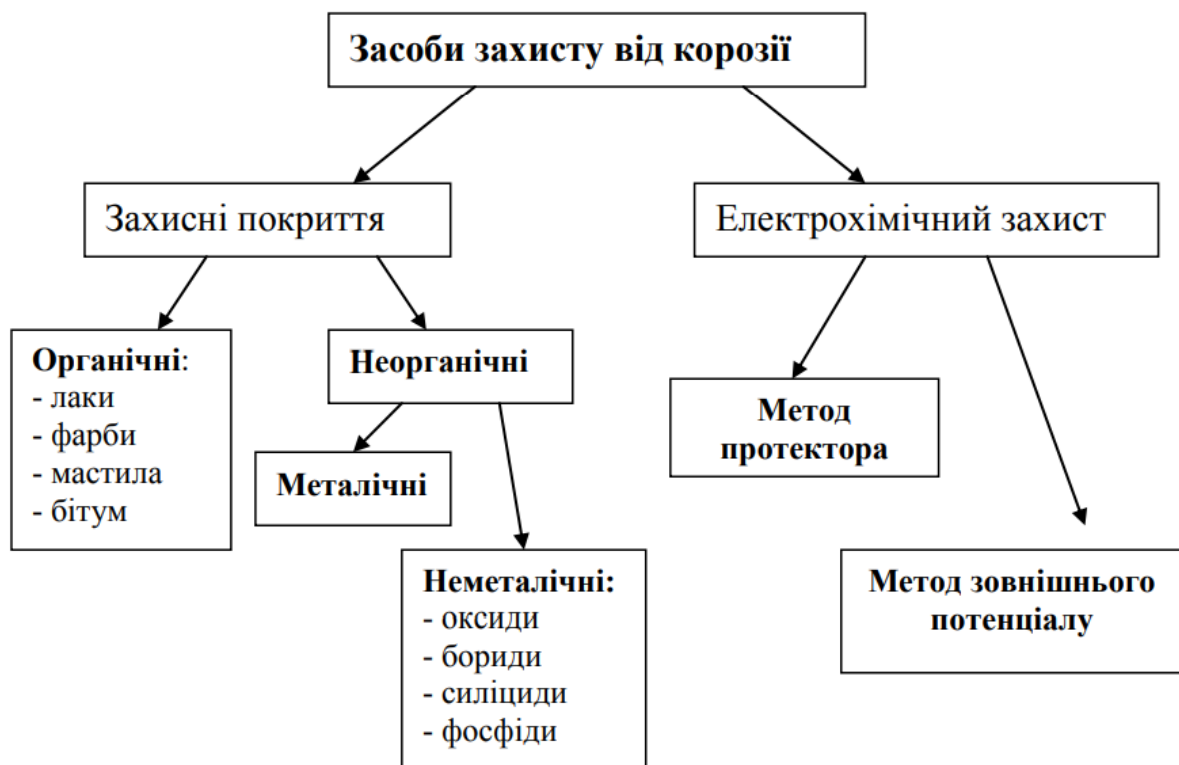 Засоби захисту від корозії
Захисні покриття
Електрохімічний захист
Органічні:
- лаки
- фарби
- мастила
- бітум
Неорганічні
Металічні
Неметалічні:
- оксиди
- бориди
- силіциди
- фосфіди
Метод
протектора
Метод зовнішнього
потенціалу